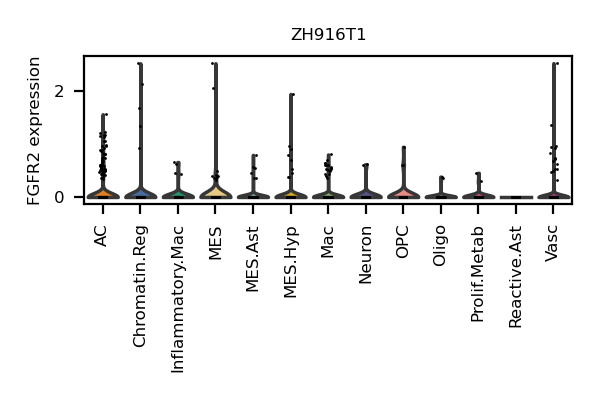 ZH916T1
FGFR2 expression
2
0
AC
Chromatin.Reg
Inflammatory.Mac
MES
MES.Ast
MES.Hyp
Mac
Neuron
OPC
Oligo
Prolif.Metab
Reactive.Ast
Vasc